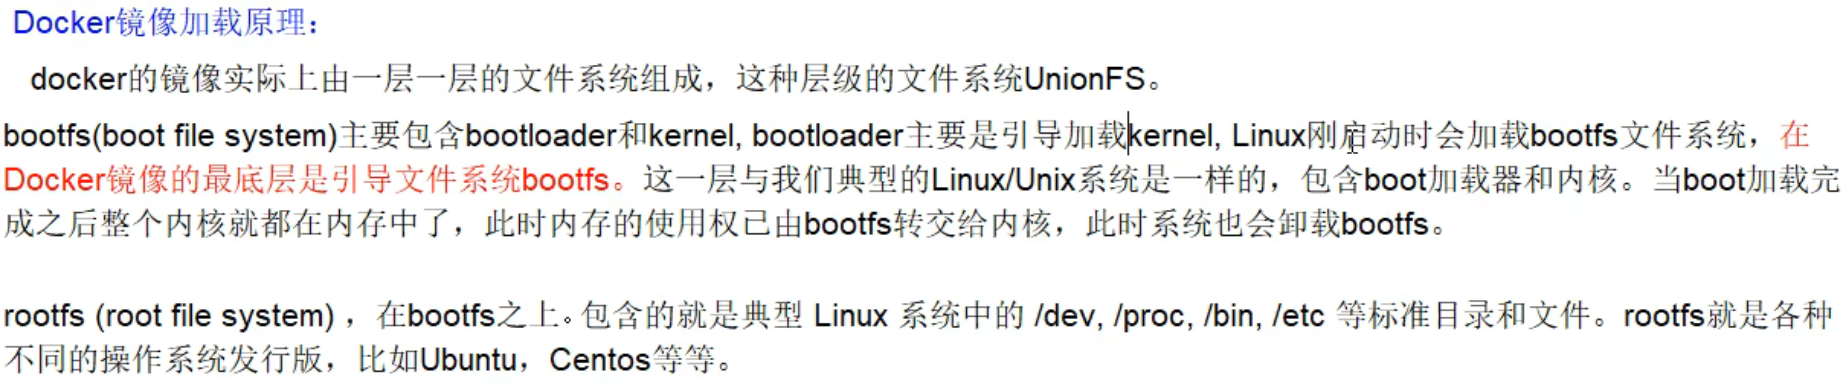 Docker镜像加载原理：
docker的镜像实际上由一层一层的文件系统组成，这种层级的文件系统UnionFS。
bootfs(boot file system)主要包含bootloader和kernel, bootloader主要是引导加载kernel, Linux刚启动时会加载bootfs文件系统，在
Docker镜像的最底层是引导文件系统bootfs。这一层与我们典型的Linux/Unix系统是一样的，包含boot加载器和内核。当boot加载完
成之后整个内核就都在内存中了，此时内存的使用权已由bootfs转交给内核，此时系统也会卸载bootfs。
rootfs (root file system) ，在bootfs之上。包含的就是典型 Linux 系统中的 /dev, /proc, /bin, /etc 等标准目录和文件。rootfs就是各种
不同的操作系统发行版，比如Ubuntu，Centos等等。